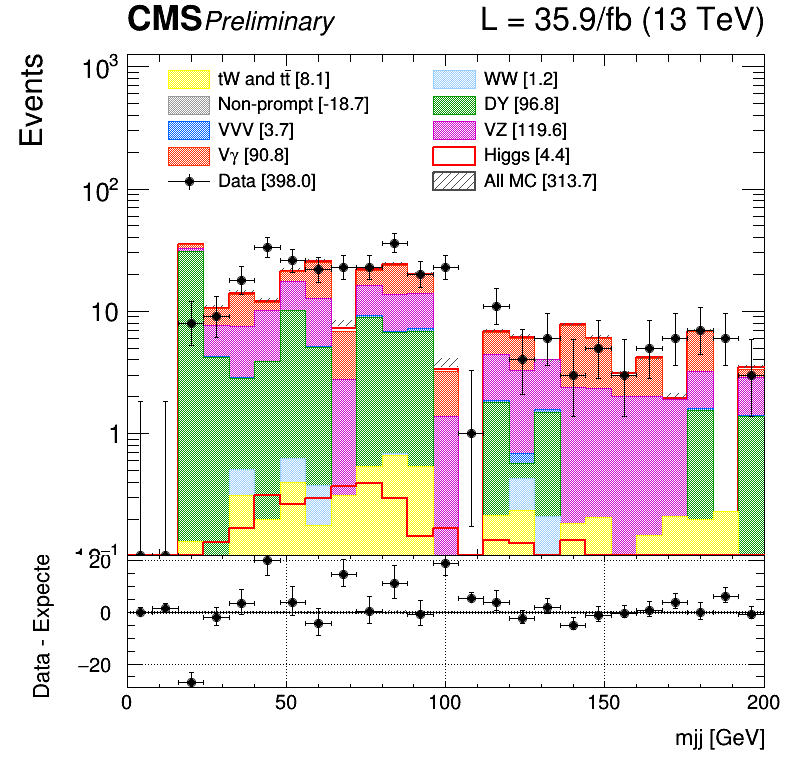 CMS Preliminary L = 35.9/fb (13 TeV)
Events
10³
10²
10
1
tW and tt̄ [8.1]
Non-prompt [-18.7]
VVV [3.7]
Vγ [90.8]
Data [398.0]
WW [1.2]
DY [96.8]
VZ [119.6]
Higgs [4.4]
All MC [313.7]
Data - Expecte
20
0
−20
0 50 100 150 200
mjj [GeV]